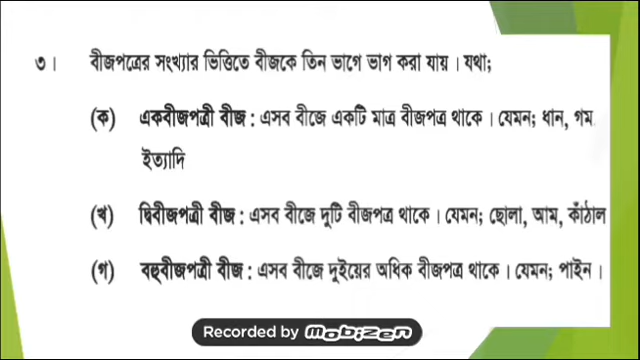 ৩। বীজপত্রের সংখ্যার ভিত্তিতে বীজকে তিন ভাগে ভাগ করা যায়। যথা;
(ক) একবীজপত্রী বীজ : এসব বীজে একটি মাত্র বীজপত্র থাকে। যেমন; ধান, গম
ইত্যাদি
(খ) দ্বিবীজপত্রী বীজ : এসব বীজে দুটি বীজপত্র থাকে। যেমন; ছোলা, আম, কাঁঠাল
(গ) বহুবীজপত্রী বীজ : এসব বীজে দুইয়ের অধিক বীজপত্র থাকে। যেমন; পাইন।
Recorded by mobizen